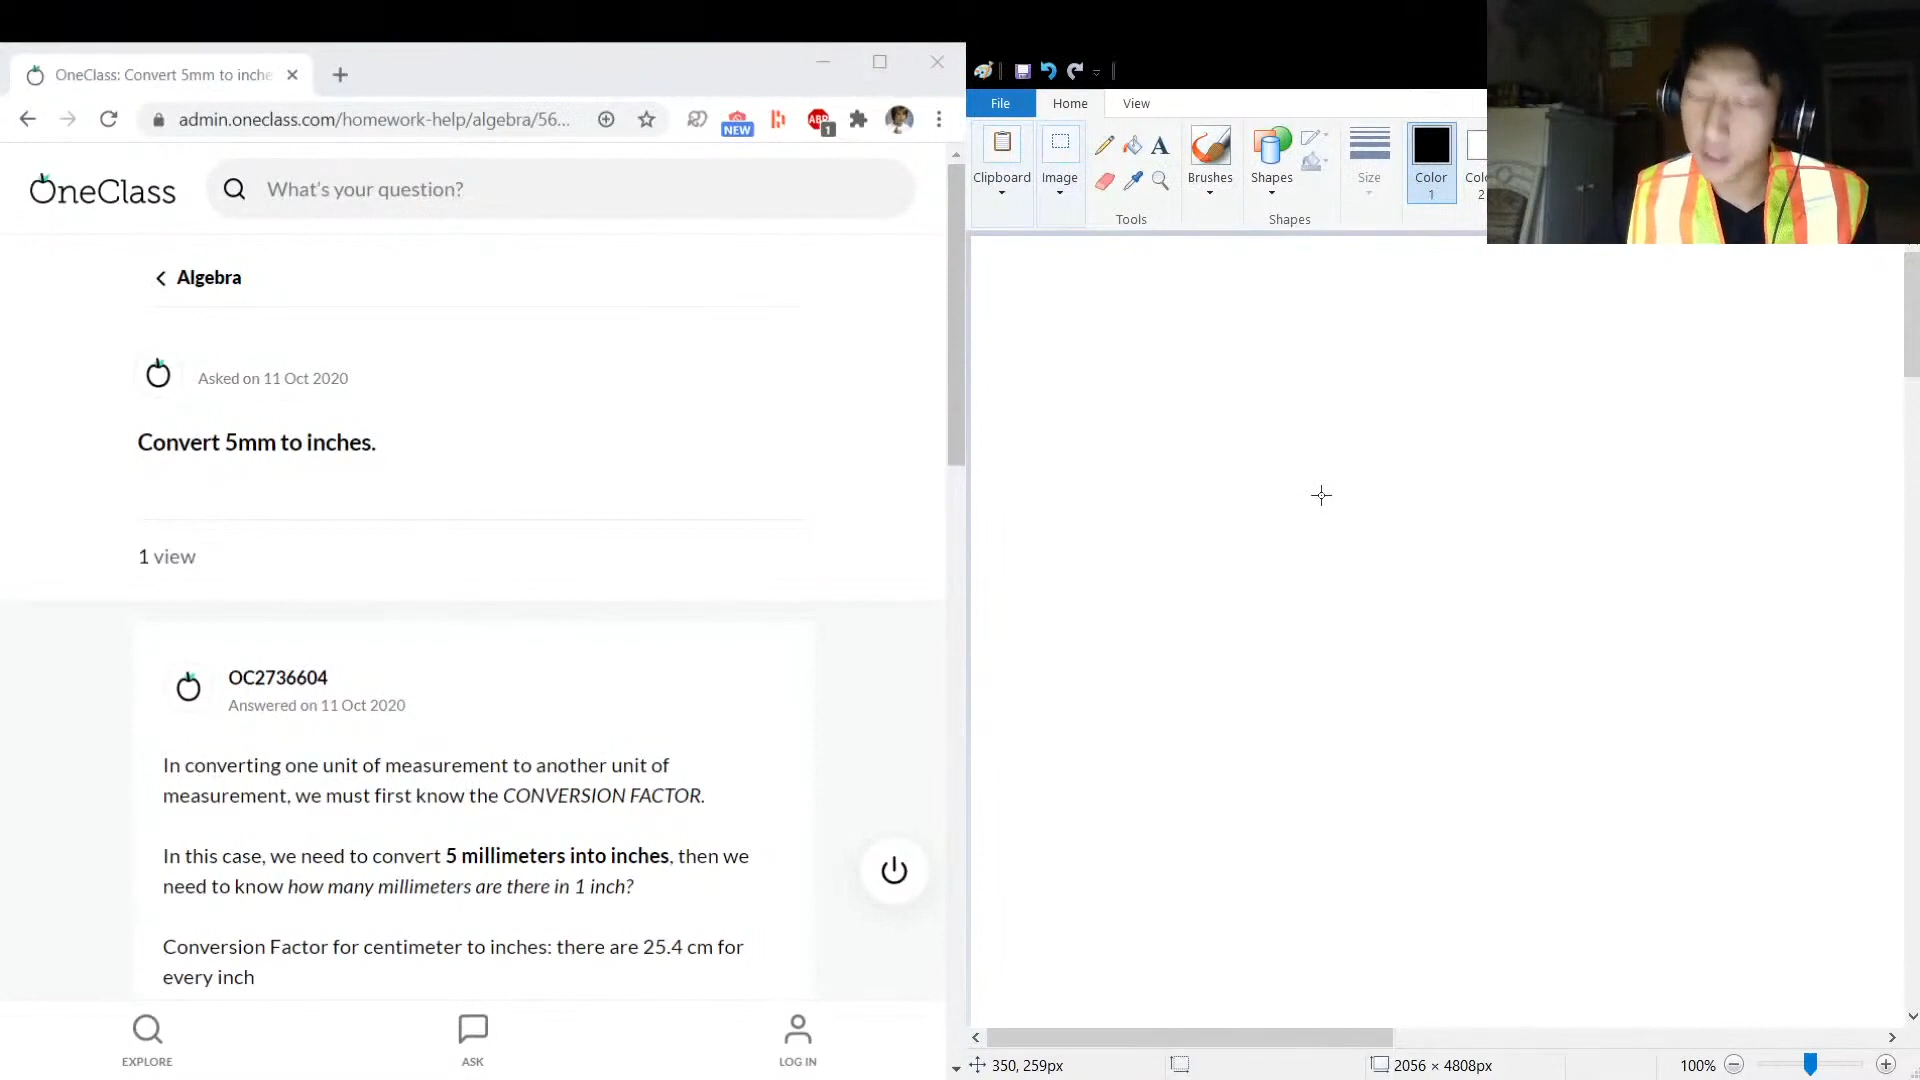 OneClass: Convert 5mm to inche
admin.oneclass.com/homework-help/algebra/56...
NEW
ABP
1
OneClass
What's your question?
Algebra
Asked on 11 Oct 2020
Convert 5mm to inches.
1 view
OC2736604
Answered on 11 Oct 2020
In converting one unit of measurement to another unit of
measurement, we must first know the CONVERSION FACTOR.
In this case, we need to convert 5 millimeters into inches, then we
need to know how many millimeters are there in 1 inch?
Conversion Factor for centimeter to inches: there are 25.4 cm for
every inch
EXPLORE
ASK
LOG IN
File
Home
View
Clipboard
Image
A
Tools
Brushes
Shapes
Shapes
Size
Color
1
Colo
2
350, 259px
2056 × 4808px
100%